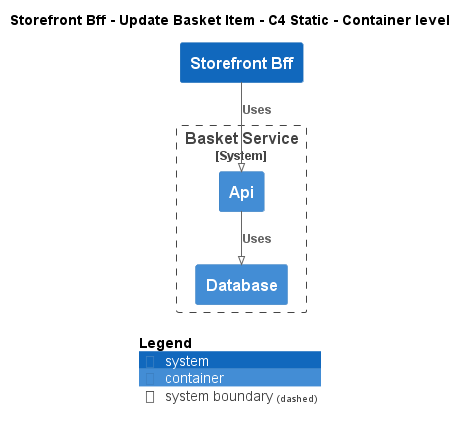 Storefront Bff - Update Basket Item - C4 Static - Container level
Storefront Bff
Uses
Basket Service
[System]
Api
Uses
Database
Legend
system
container
system boundary (dashed)